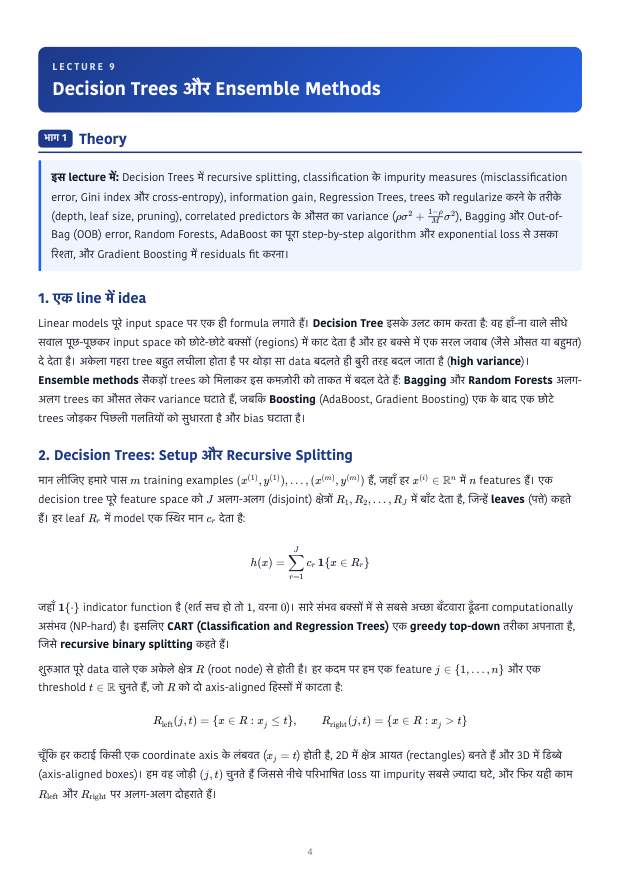 LECTURE 9
Decision Trees और Ensemble Methods
भाग 1 Theory
इस lecture में: Decision Trees में recursive splitting, classification के impurity measures (misclassification
error, Gini index और cross-entropy), information gain, Regression Trees, trees को regularize करने के तरीके
(depth, leaf size, pruning), correlated predictors के औसत का variance (ρσ² + \frac{1-ρ}{M}σ²), Bagging और Out-of-
Bag (OOB) error, Random Forests, AdaBoost का पूरा step-by-step algorithm और exponential loss से उसका
रिश्ता, और Gradient Boosting में residuals fit करना।
1. एक line में idea
Linear models पूरे input space पर एक ही formula लगाते हैं। Decision Tree इसके उलट काम करता है: वह हाँ-ना वाले सीधे
सवाल पूछ-पूछकर input space को छोटे-छोटे बक्सों (regions) में काट देता है और हर बक्से में एक सरल जवाब (जैसे औसत या बहुमत)
दे देता है। अकेला गहरा tree बहुत लचीला होता है पर थोड़ा सा data बदलते ही बुरी तरह बदल जाता है (high variance)।
Ensemble methods सैकड़ों trees को मिलाकर इस कमज़ोरी को ताकत में बदल देते हैं: Bagging और Random Forests अलग-
अलग trees का औसत लेकर variance घटाते हैं, जबकि Boosting (AdaBoost, Gradient Boosting) एक के बाद एक छोटे
trees जोड़कर पिछली गलतियों को सुधारता है और bias घटाता है।
2. Decision Trees: Setup और Recursive Splitting
मान लीजिए हमारे पास m training examples (x^{(1)}, y^{(1)}), . . . , (x^{(m)}, y^{(m)}) हैं, जहाँ हर x^{(i)} ∈ ℝ^n में n features हैं। एक
decision tree पूरे feature space को J अलग-अलग (disjoint) क्षेत्रों R_1, R_2, . . . , R_J में बाँट देता है, जिन्हें leaves (पत्ते) कहते
हैं। हर leaf R_r में model एक स्थिर मान c_r देता है:
h(x) = \sum_{r=1}^{J} c_r 1{x ∈ R_r}
जहाँ 1{·} indicator function है (शर्त सच हो तो 1, वरना 0)। सारे संभव बक्सों में से सबसे अच्छा बँटवारा ढूँढना computationally
असंभव (NP-hard) है। इसलिए CART (Classification and Regression Trees) एक greedy top-down तरीका अपनाता है,
जिसे recursive binary splitting कहते हैं।
शुरुआत पूरे data वाले एक अकेले क्षेत्र R (root node) से होती है। हर कदम पर हम एक feature j ∈ {1, . . . , n} और एक
threshold t ∈ ℝ चुनते हैं, जो R को दो axis-aligned हिस्सों में काटता है:
R_{left}(j, t) = {x ∈ R : x_j ≤ t}, R_{right}(j, t) = {x ∈ R : x_j > t}
चूँकि हर कटाई किसी एक coordinate axis के लंबवत (x_j = t) होती है, 2D में क्षेत्र आयत (rectangles) बनते हैं और 3D में डिब्बे
(axis-aligned boxes)। हम वह जोड़ी (j, t) चुनते हैं जिससे नीचे परिभाषित loss या impurity सबसे ज़्यादा घटे, और फिर यही काम
R_{left} और R_{right} पर अलग-अलग दोहराते हैं।
4